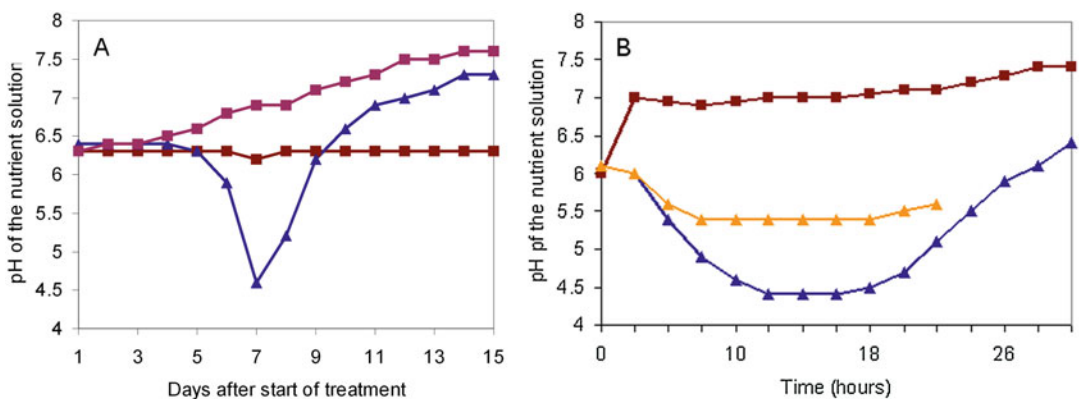 A
pH of the nutrient solution
8
7.5
7
6.5
6
5.5
5
4.5
4
1 3 5 7 9 11 13 15
Days after start of treatment
B
pH pf the nutrient solution
8
7.5
7
6.5
6
5.5
5
4.5
4
0 10 18 26
Time (hours)